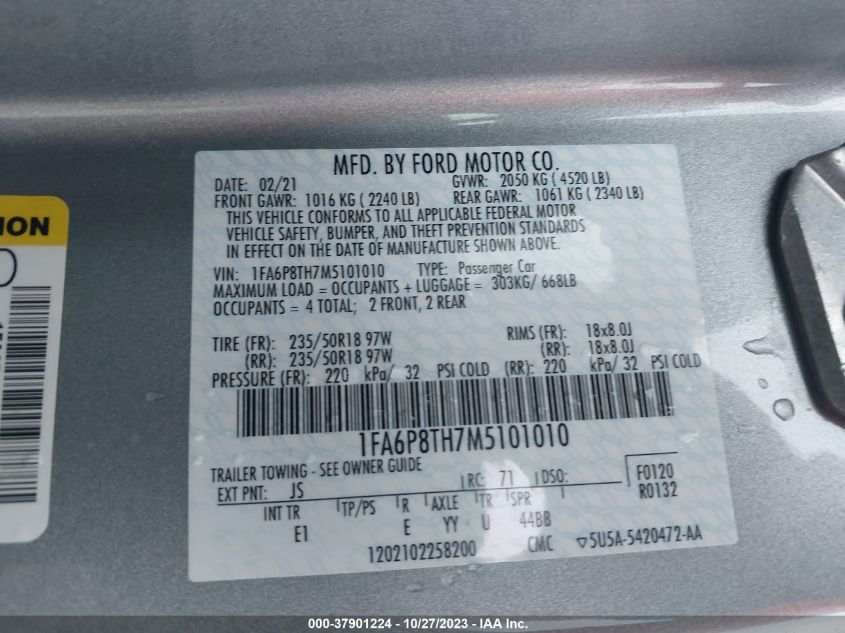 MFD. BY FORD MOTOR CO.
DATE: 02/21 GVWR: 2050 KG ( 4520 LB)
FRONT GAWR: 1016 KG ( 2240 LB) REAR GAWR: 1061 KG ( 2340 LB)
THIS VEHICLE CONFORMS TO ALL APPLICABLE FEDERAL MOTOR
VEHICLE SAFETY, BUMPER, AND THEFT PREVENTION STANDARDS
IN EFFECT ON THE DATE OF MANUFACTURE SHOWN ABOVE.
VIN: 1FA6P8TH7M5101010 TYPE: Passenger Car
MAXIMUM LOAD = OCCUPANTS + LUGGAGE = 303KG/ 668LB
OCCUPANTS = 4 TOTAL; 2 FRONT, 2 REAR
TIRE (FR): 235/50R18 97W RIMS (FR): 18x8.0J
(RR): 235/50R18 97W (RR): 18x8.0J
PRESSURE (FR): 220 kPa/ 32 PSI COLD (RR): 220 kPa/ 32 PSI COLD
1FA6P8TH7M5101010
TRAILER TOWING - SEE OWNER GUIDE
EXT PNT: JS RC: 71 DSO: F0120
R0132
INT TR TP/PS R AXLE TR SPR
E1 E YY U 44BB
1202102258200 CMC ▽5U5A-5420472-AA
ION
000-37901224 | 10/27/2023 | IAA Inc.